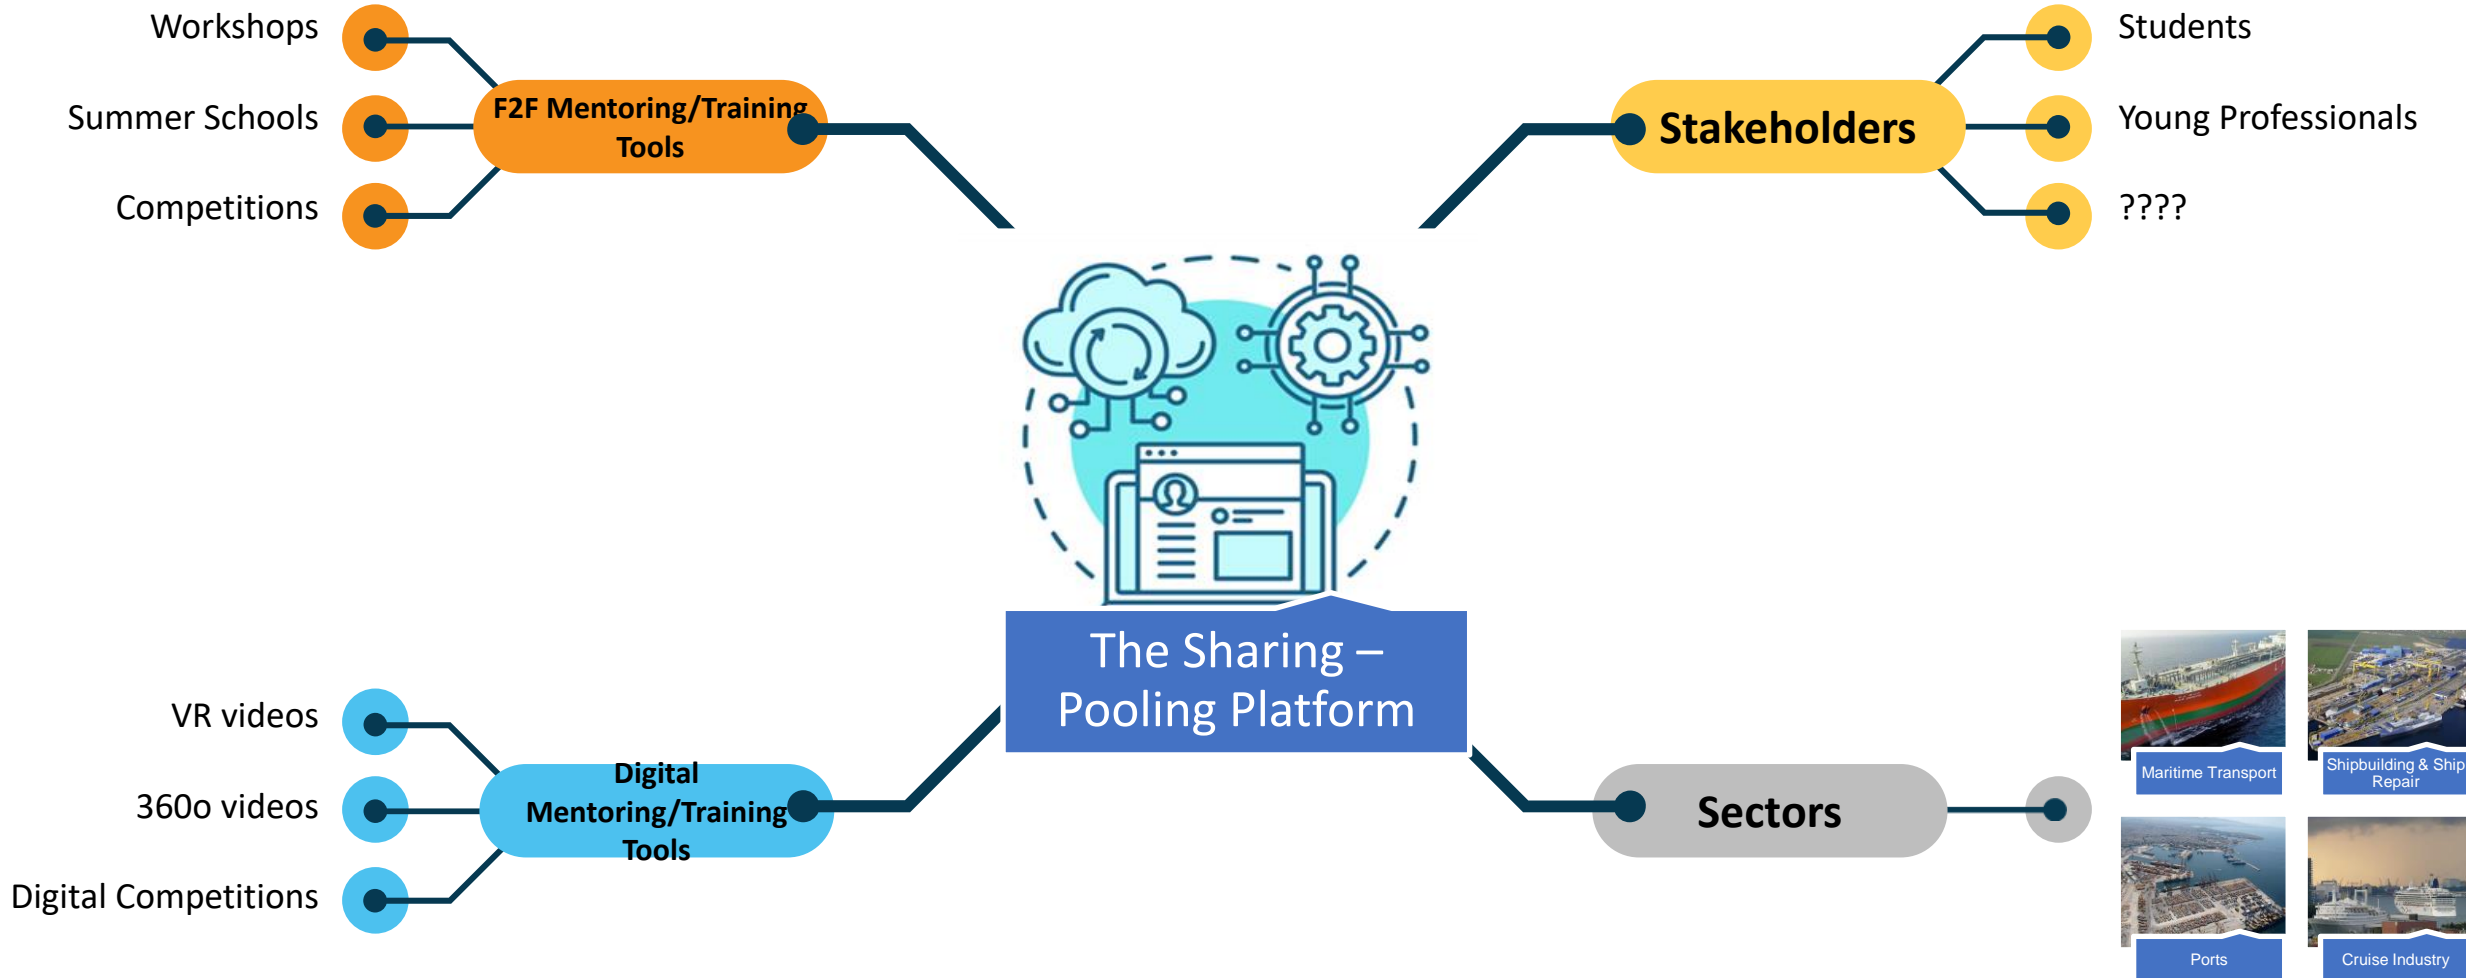 Workshops
Summer Schools
Competitions
F2F Mentoring/Training
Tools
Stakeholders
Students
Young Professionals
????
The Sharing –
Pooling Platform
VR videos
360o videos
Digital Competitions
Digital
Mentoring/Training
Tools
Sectors
Maritime Transport
Shipbuilding & Ship
Repair
Ports
Cruise Industry